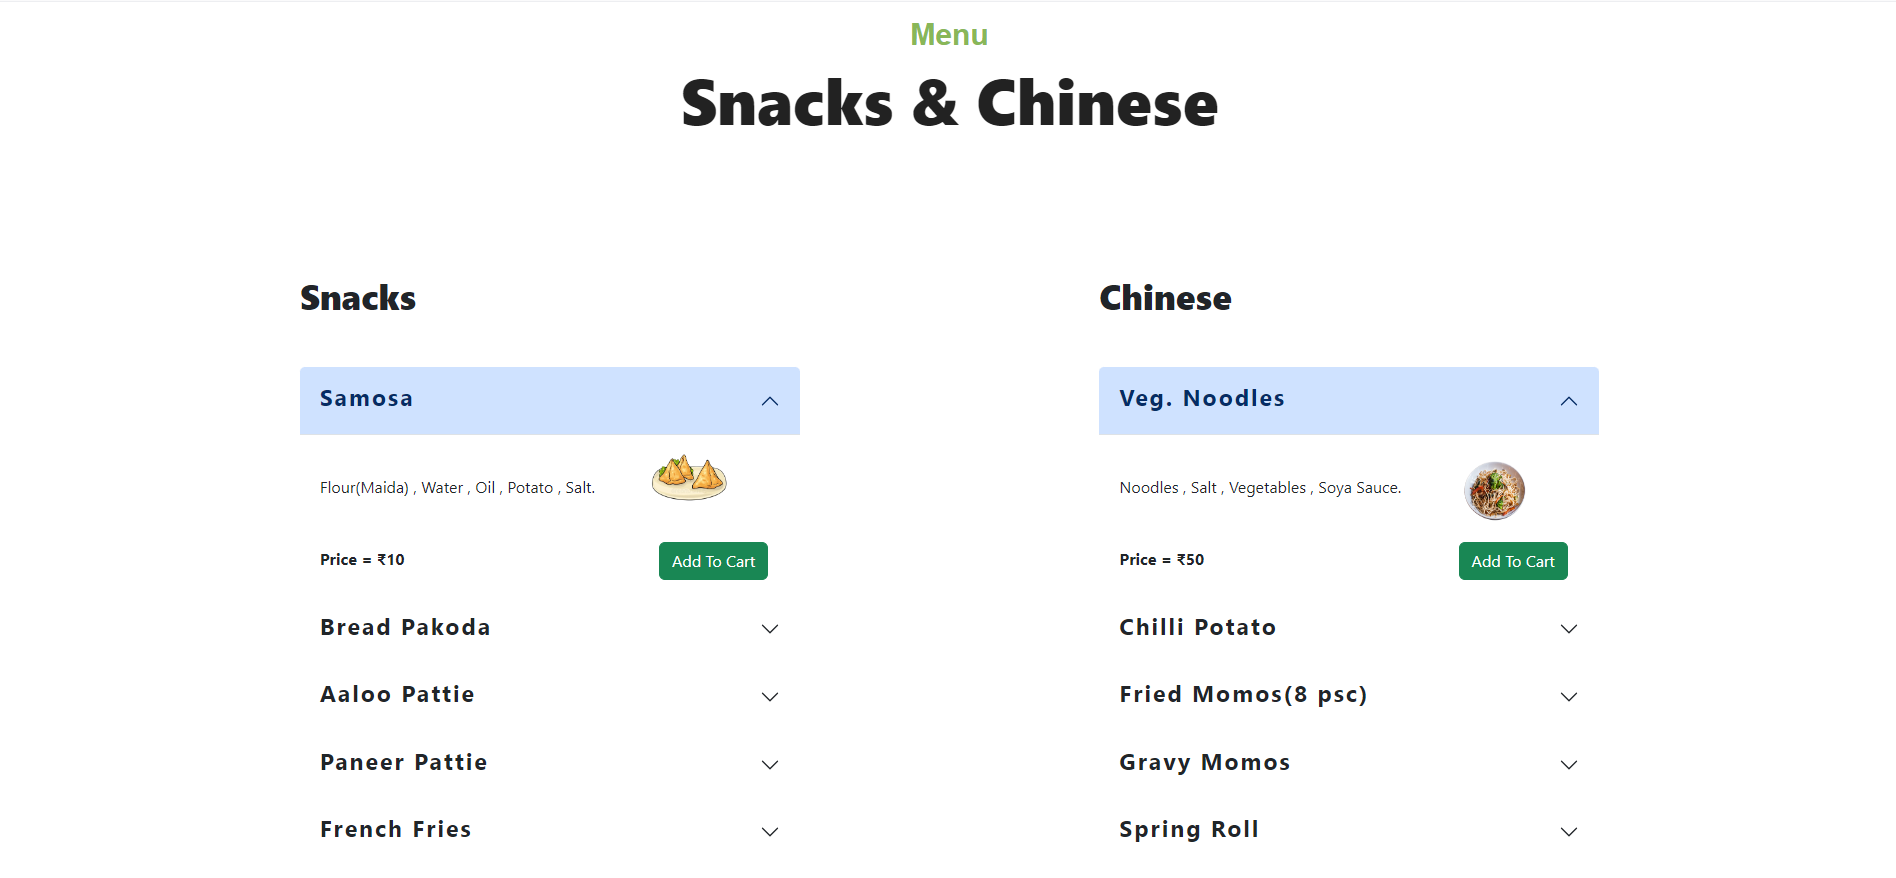 Menu
Snacks & Chinese
Snacks
Samosa
Flour(Maida) , Water , Oil , Potato , Salt.
Price = ₹10
Add To Cart
Bread Pakoda
Aaloo Pattie
Paneer Pattie
French Fries
Chinese
Veg. Noodles
Noodles , Salt , Vegetables , Soya Sauce.
Price = ₹50
Add To Cart
Chilli Potato
Fried Momos(8 psc)
Gravy Momos
Spring Roll